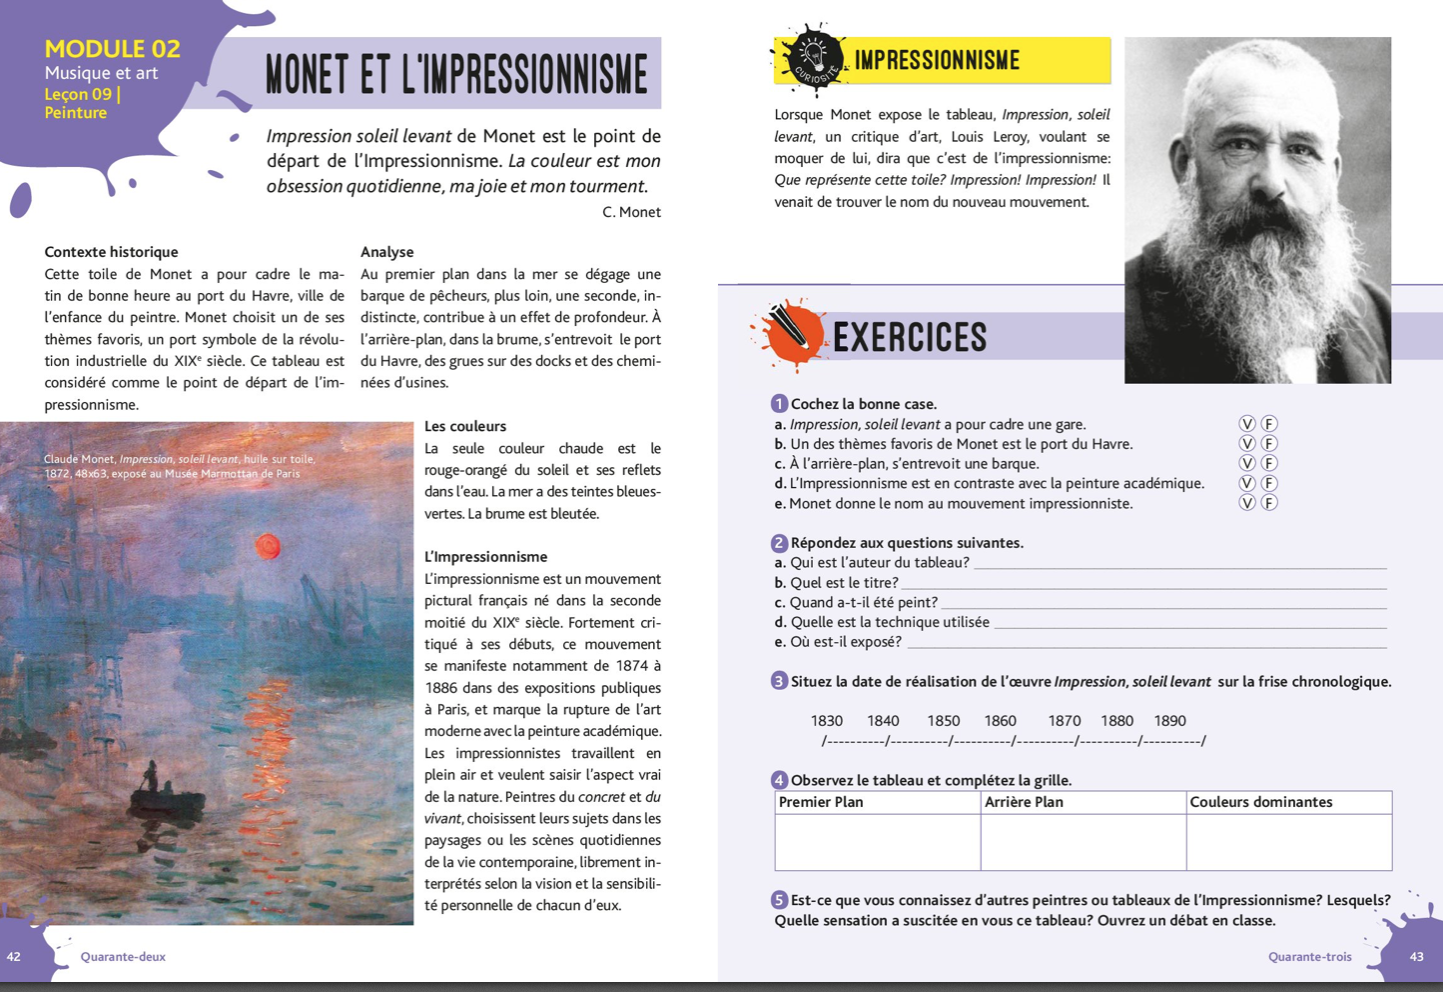 MODULE 02
Musique et art
Leçon 09 |
Peinture
MONET ET L'IMPRESSIONNISME
Impression soleil levant de Monet est le point de
départ de l'Impressionnisme. La couleur est mon
obsession quotidienne, ma joie et mon tourment.
C. Monet
Contexte historique
Cette toile de Monet a pour cadre le ma-
tin de bonne heure au port du Havre, ville de
l'enfance du peintre. Monet choisit un de ses
thèmes favoris, un port symbole de la révolu-
tion industrielle du XIXe siècle. Ce tableau est
considéré comme le point de départ de l'im-
pressionnisme.
Analyse
Au premier plan dans la mer se dégage une
barque de pêcheurs, plus loin, une seconde, in-
distincte, contribue à un effet de profondeur. À
l'arrière-plan, dans la brume, s'entrevoit le port
du Havre, des grues sur des docks et des chemi-
nées d'usines.
Claude Monet, Impression, soleil levant, huile sur toile,
1872, 48x63, exposé au Musée Marmottan de Paris
Les couleurs
La seule couleur chaude est le
rouge-orangé du soleil et ses reflets
dans l'eau. La mer a des teintes bleues-
vertes. La brume est bleutée.
L'Impressionnisme
L'impressionnisme est un mouvement
pictural français né dans la seconde
moitié du XIXe siècle. Fortement cri-
tiqué à ses débuts, ce mouvement
se manifeste notamment de 1874 à
1886 dans des expositions publiques
à Paris, et marque la rupture de l'art
moderne avec la peinture académique.
Les impressionnistes travaillent en
plein air et veulent saisir l'aspect vrai
de la nature. Peintres du concret et du
vivant, choisissent leurs sujets dans les
paysages ou les scènes quotidiennes
de la vie contemporaine, librement in-
terprétés selon la vision et la sensibili-
té personnelle de chacun d'eux.
42
Quarante-deux
CURIOSITÉ
IMPRESSIONNISME
Lorsque Monet expose le tableau, Impression, soleil
levant, un critique d'art, Louis Leroy, voulant se
moquer de lui, dira que c'est de l'impressionnisme:
Que représente cette toile? Impression! Impression! Il
venait de trouver le nom du nouveau mouvement.
EXERCICES
1 Cochez la bonne case.
a. Impression, soleil levant a pour cadre une gare. V F
b. Un des thèmes favoris de Monet est le port du Havre. V F
c. À l'arrière-plan, s'entrevoit une barque. V F
d. L'Impressionnisme est en contraste avec la peinture académique. V F
e. Monet donne le nom au mouvement impressionniste. V F
2 Répondez aux questions suivantes.
a. Qui est l'auteur du tableau?
b. Quel est le titre?
c. Quand a-t-il été peint?
d. Quelle est la technique utilisée
e. Où est-il exposé?
3 Situez la date de réalisation de l'œuvre Impression, soleil levant sur la frise chronologique.
1830 1840 1850 1860 1870 1880 1890
/----------/----------/----------/----------/----------/----------/
4 Observez le tableau et complétez la grille.
Premier Plan Arrière Plan Couleurs dominantes
5 Est-ce que vous connaissez d'autres peintres ou tableaux de l'Impressionnisme? Lesquels?
Quelle sensation a suscitée en vous ce tableau? Ouvrez un débat en classe.
Quarante-trois
43